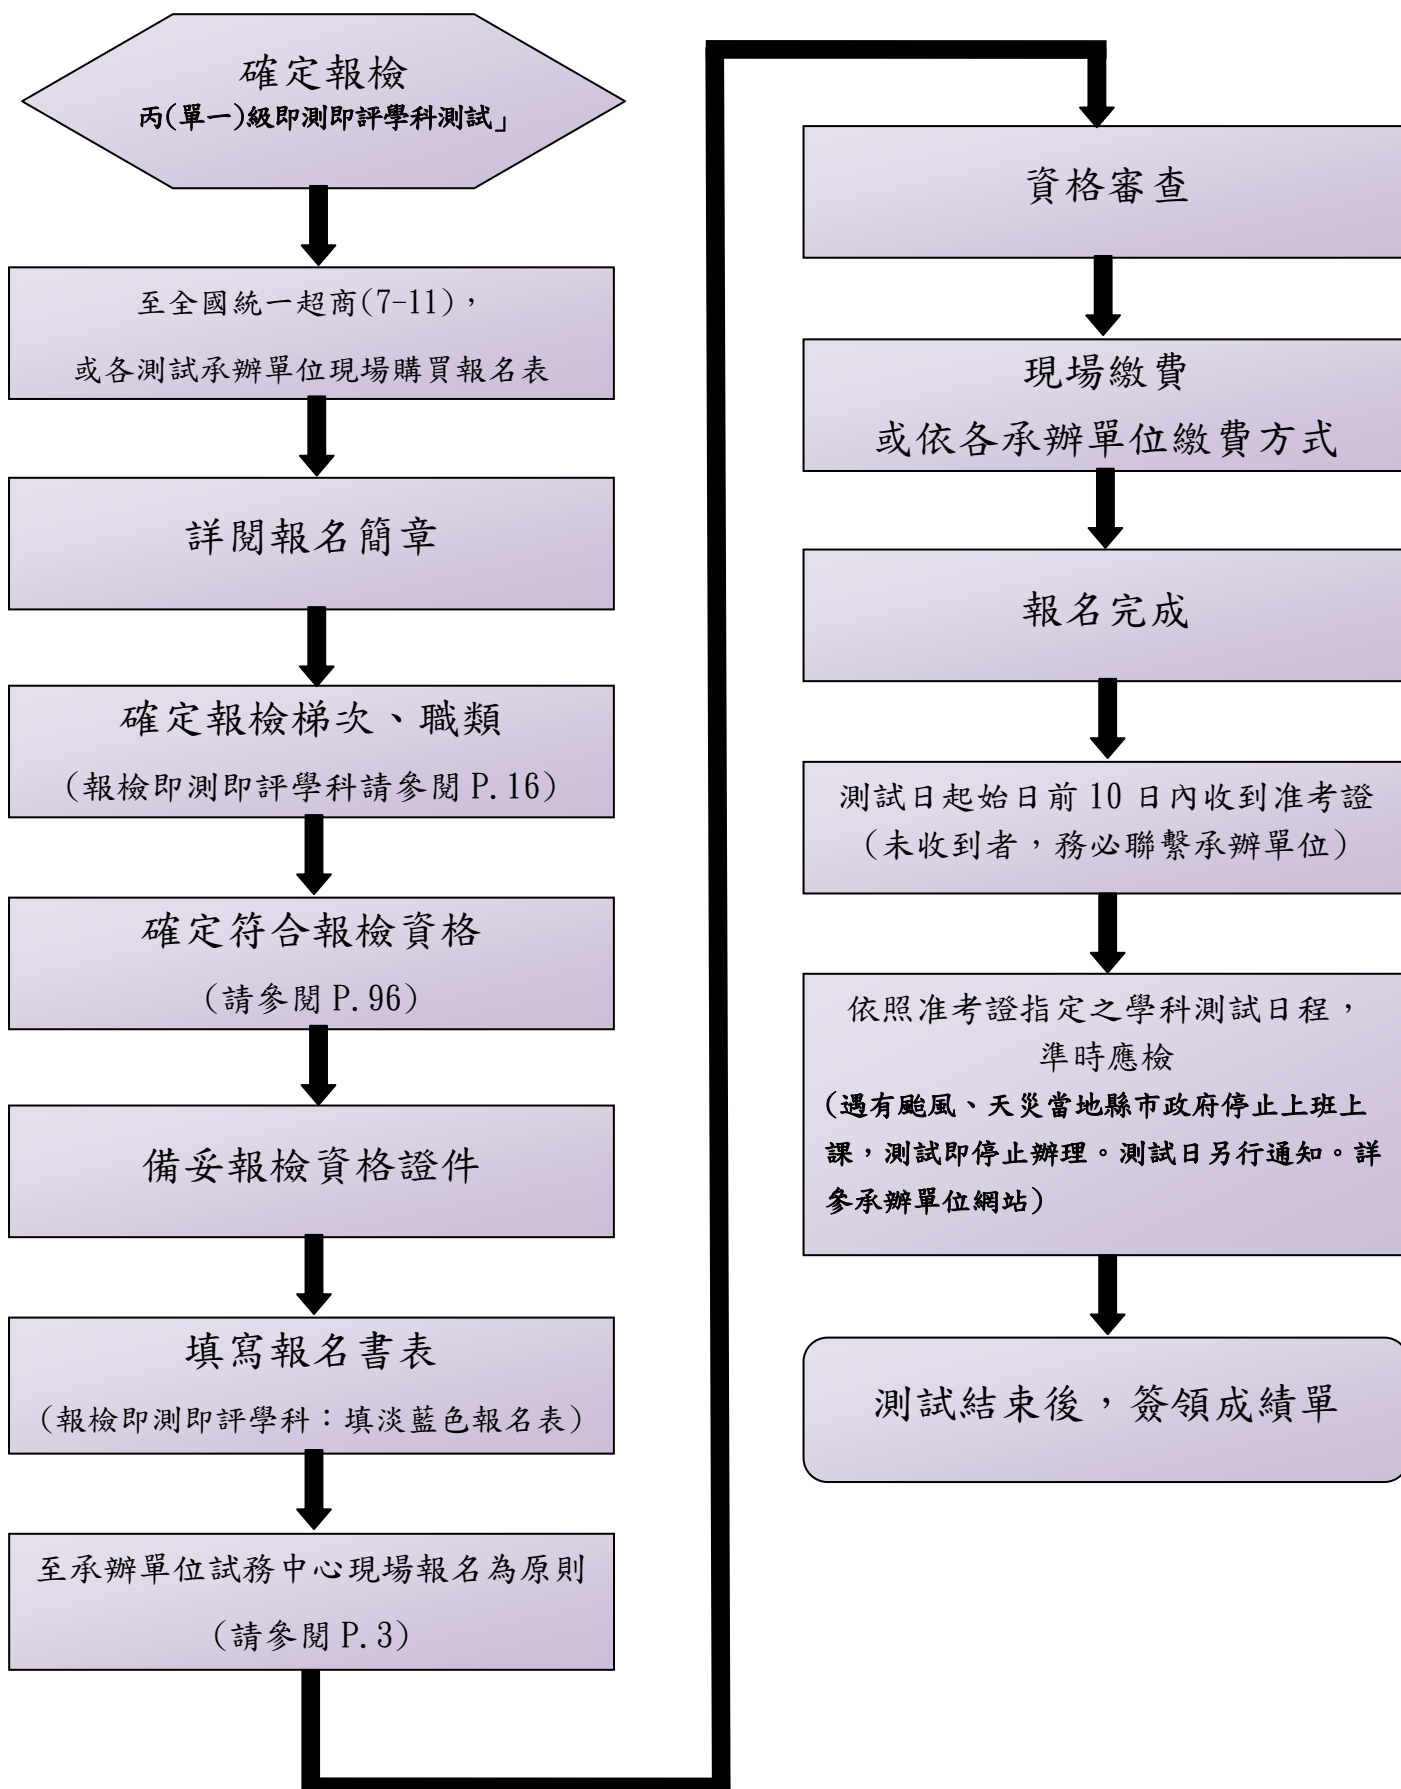 確定報檢
丙(單一)級即測即評學科測試」
至全國統一超商(7-11)，
或各測試承辦單位現場購買報名表
詳閱報名簡章
確定報檢梯次、職類
(報檢即測即評學科請參閱 P.16)
確定符合報檢資格
(請參閱 P.96)
備妥報檢資格證件
填寫報名書表
(報檢即測即評學科：填淡藍色報名表)
至承辦單位試務中心現場報名為原則
(請參閱 P.3)
資格審查
現場繳費
或依各承辦單位繳費方式
報名完成
測試日起始日前 10 日內收到准考證
(未收到者，務必聯繫承辦單位)
依照准考證指定之學科測試日程，
準時應檢
(遇有颱風、天災當地縣市政府停止上班上
課，測試即停止辦理。測試日另行通知。詳
參承辦單位網站)
測試結束後，簽領成績單